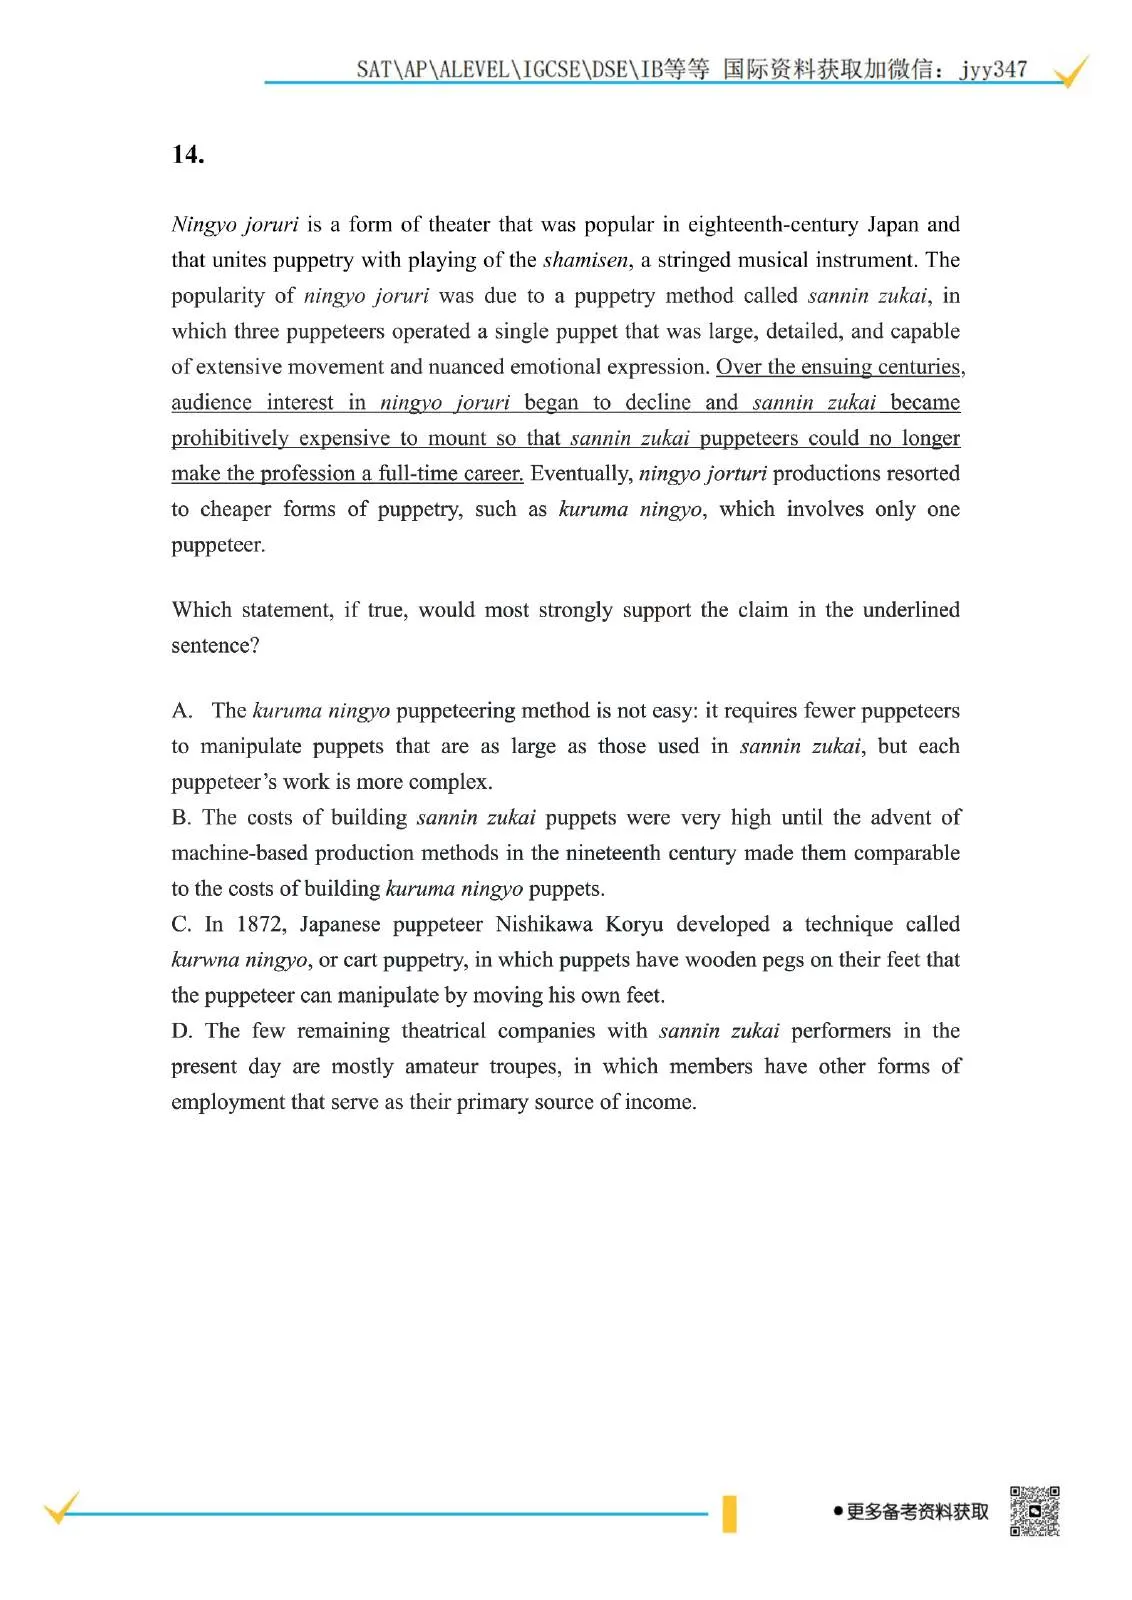 SAT\AP\ALEVEL\IGCSE\DSE\IB等等 国际资料获取加微信：jyy347
14.
Ningyo joruri is a form of theater that was popular in eighteenth-century Japan and
that unites puppetry with playing of the shamisen, a stringed musical instrument. The
popularity of ningyo joruri was due to a puppetry method called sannin zukai, in
which three puppeteers operated a single puppet that was large, detailed, and capable
of extensive movement and nuanced emotional expression. Over the ensuing centuries,
audience interest in ningyo joruri began to decline and sannin zukai became
prohibitively expensive to mount so that sannin zukai puppeteers could no longer
make the profession a full-time career. Eventually, ningyo jorturi productions resorted
to cheaper forms of puppetry, such as kuruma ningyo, which involves only one
puppeteer.
Which statement, if true, would most strongly support the claim in the underlined
sentence?
A. The kuruma ningyo puppeteering method is not easy: it requires fewer puppeteers
to manipulate puppets that are as large as those used in sannin zukai, but each
puppeteer's work is more complex.
B. The costs of building sannin zukai puppets were very high until the advent of
machine-based production methods in the nineteenth century made them comparable
to the costs of building kuruma ningyo puppets.
C. In 1872, Japanese puppeteer Nishikawa Koryu developed a technique called
kurwna ningyo, or cart puppetry, in which puppets have wooden pegs on their feet that
the puppeteer can manipulate by moving his own feet.
D. The few remaining theatrical companies with sannin zukai performers in the
present day are mostly amateur troupes, in which members have other forms of
employment that serve as their primary source of income.
●更多备考资料获取